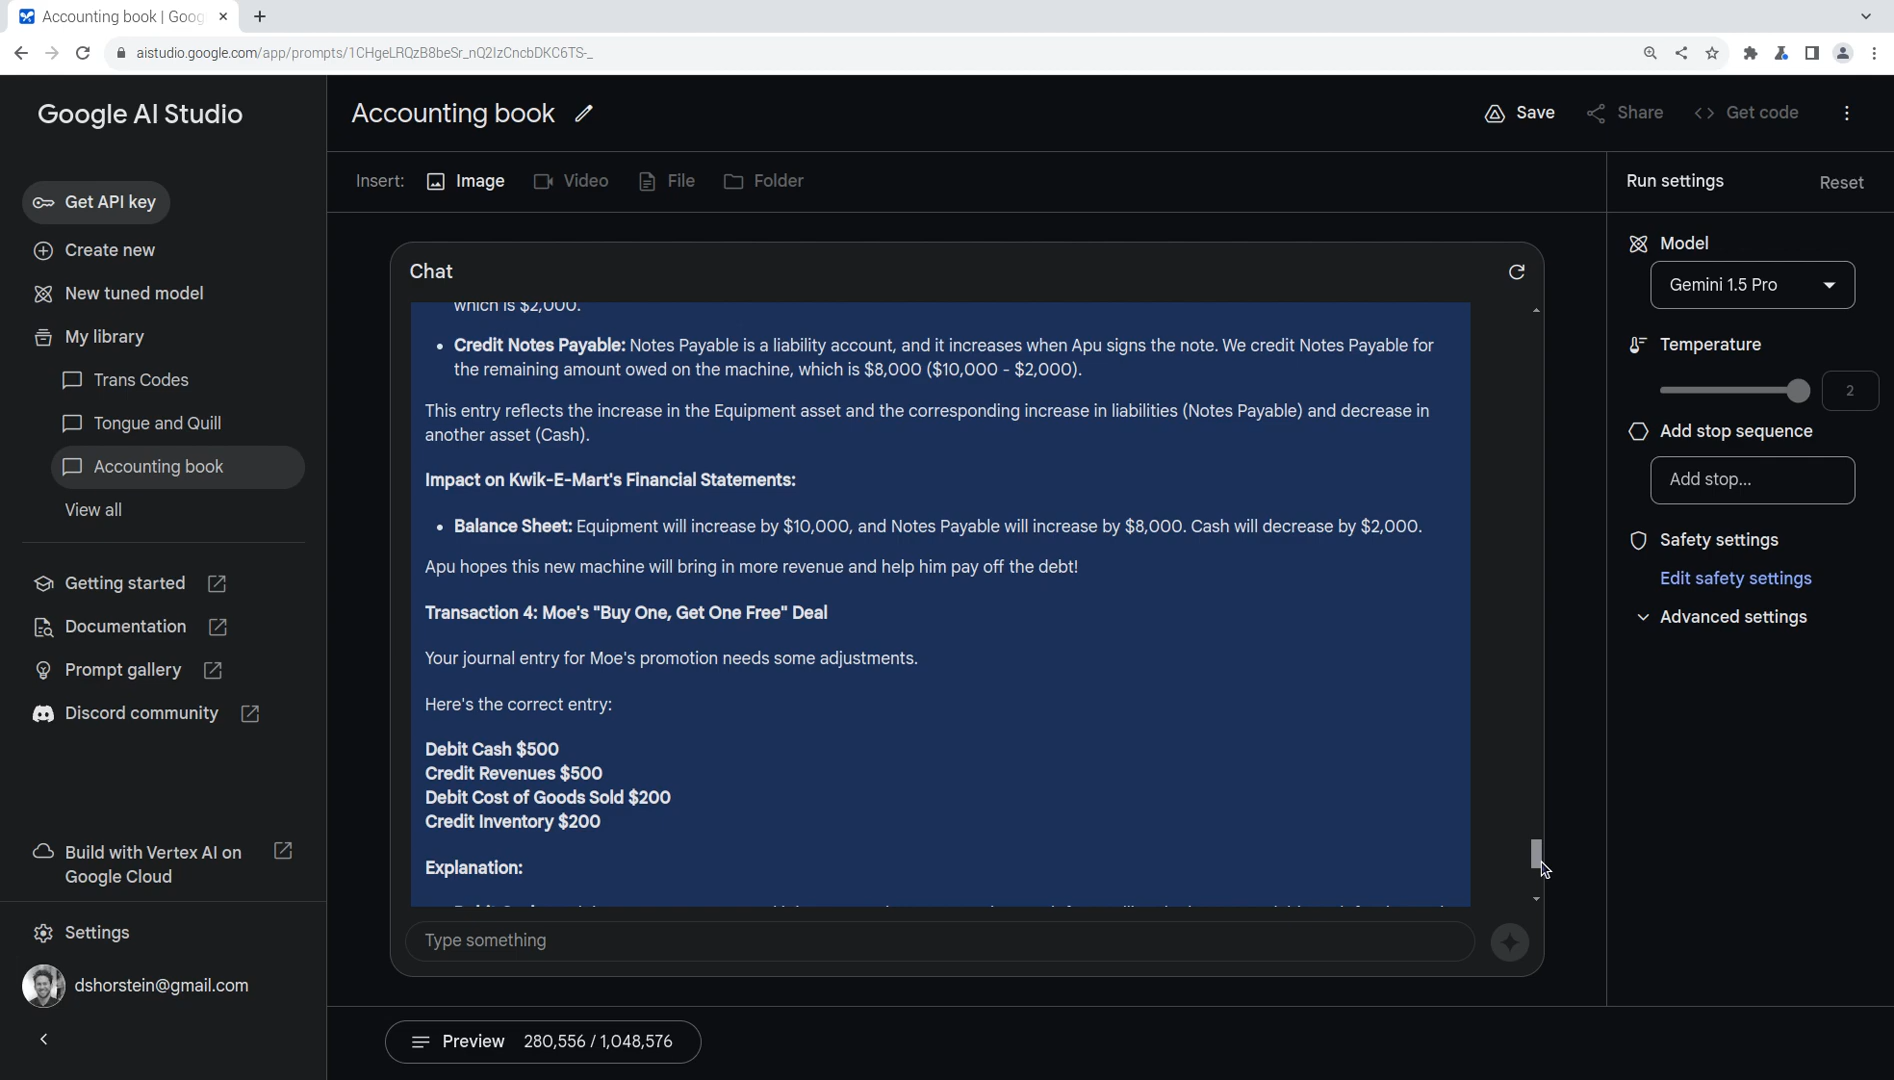 Accounting book | Goog
aistudio.google.com/app/prompts/1CHgeLRQzB8beSr_nQ2IzCncbDKC6TS-_
Google AI Studio
Get API key
Create new
New tuned model
My library
Trans Codes
Tongue and Quill
Accounting book
View all
Getting started
Documentation
Prompt gallery
Discord community
Build with Vertex AI on
Google Cloud
Settings
dshorstein@gmail.com
Accounting book
Save
Share
Get code
Insert:
Image
Video
File
Folder
Chat
which is $2,000.
• Credit Notes Payable: Notes Payable is a liability account, and it increases when Apu signs the note. We credit Notes Payable for
the remaining amount owed on the machine, which is $8,000 ($10,000 - $2,000).
This entry reflects the increase in the Equipment asset and the corresponding increase in liabilities (Notes Payable) and decrease in
another asset (Cash).
Impact on Kwik-E-Mart's Financial Statements:
• Balance Sheet: Equipment will increase by $10,000, and Notes Payable will increase by $8,000. Cash will decrease by $2,000.
Apu hopes this new machine will bring in more revenue and help him pay off the debt!
Transaction 4: Moe's "Buy One, Get One Free" Deal
Your journal entry for Moe's promotion needs some adjustments.
Here's the correct entry:
Debit Cash $500
Credit Revenues $500
Debit Cost of Goods Sold $200
Credit Inventory $200
Explanation:
Type something
Preview 280,556 / 1,048,576
Run settings
Reset
Model
Gemini 1.5 Pro
Temperature
2
Add stop sequence
Add stop...
Safety settings
Edit safety settings
Advanced settings